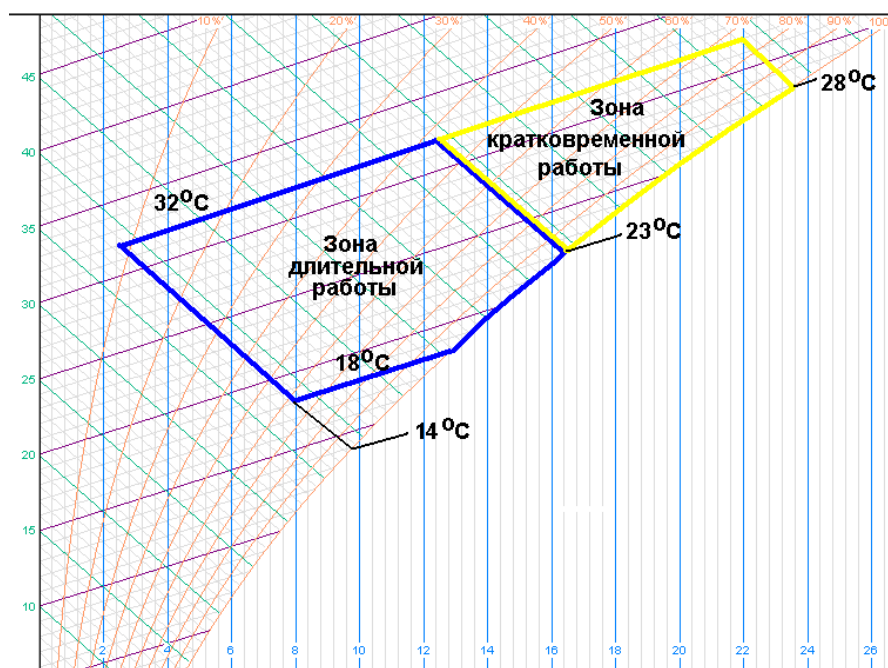 10% 20% 30% 40% 50% 60% 70% 80% 90% 100
45
28°C
Зона
кратковременной
работы
40
32°C
35
23°C
Зона
длительной
работы
30
18°C
25
14°C
20
15
10
2 4 6 8 10 12 14 16 18 20 22 24 26